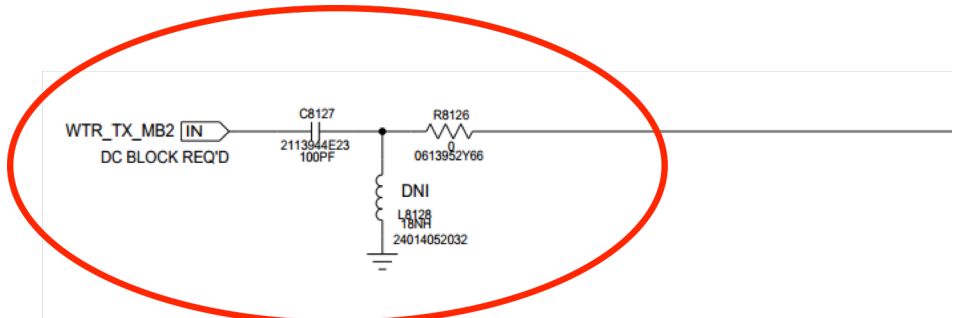 C8127
R8126
WTR_TX_MB2 IN
2113944E23
0
DC BLOCK REQ'D
100PF
0613952Y66
DNI
L8128
18NH
24014052032